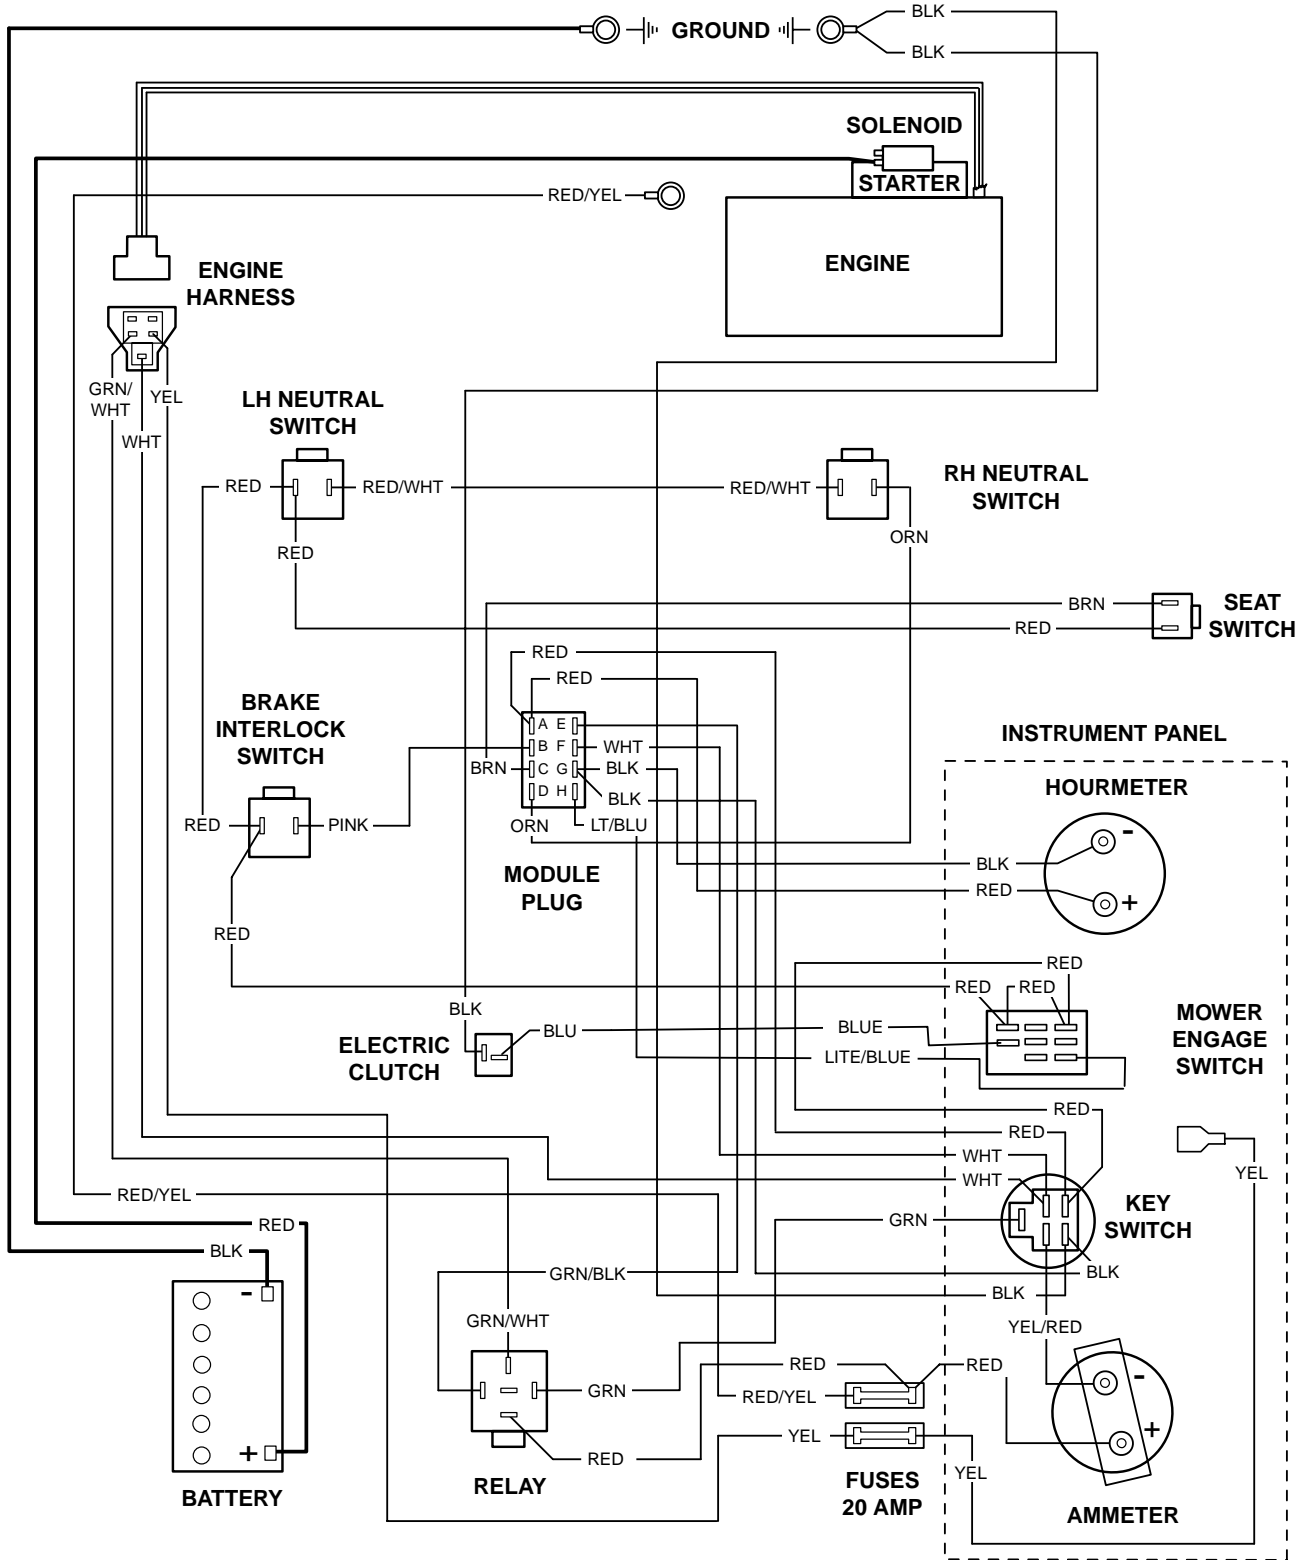 BLK
GROUND
BLK
SOLENOID
STARTER
RED/YEL
ENGINE
ENGINE
HARNESS
GRN/
WHT
YEL
WHT
LH NEUTRAL
SWITCH
RED
RED/WHT
RED/WHT
RH NEUTRAL
SWITCH
ORN
RED
BRN
SEAT
SWITCH
RED
RED
RED
BRAKE
INTERLOCK
SWITCH
A E
B F
C G
D H
WHT
BRN
BLK
BLK
LT/BLU
ORN
RED
PINK
MODULE
PLUG
INSTRUMENT PANEL
HOURMETER
-
BLK
RED
+
RED
RED
RED
RED
MOWER
ENGAGE
SWITCH
BLK
BLU
BLUE
LITE/BLUE
ELECTRIC
CLUTCH
RED
RED
WHT
WHT
YEL
RED/YEL
KEY
SWITCH
GRN
RED
BLK
GRN/BLK
BLK
BLK
-
GRN/WHT
YEL/RED
RED
RED
-
GRN
RED/YEL
+
YEL
+
RED
YEL
RELAY
FUSES
20 AMP
BATTERY
AMMETER